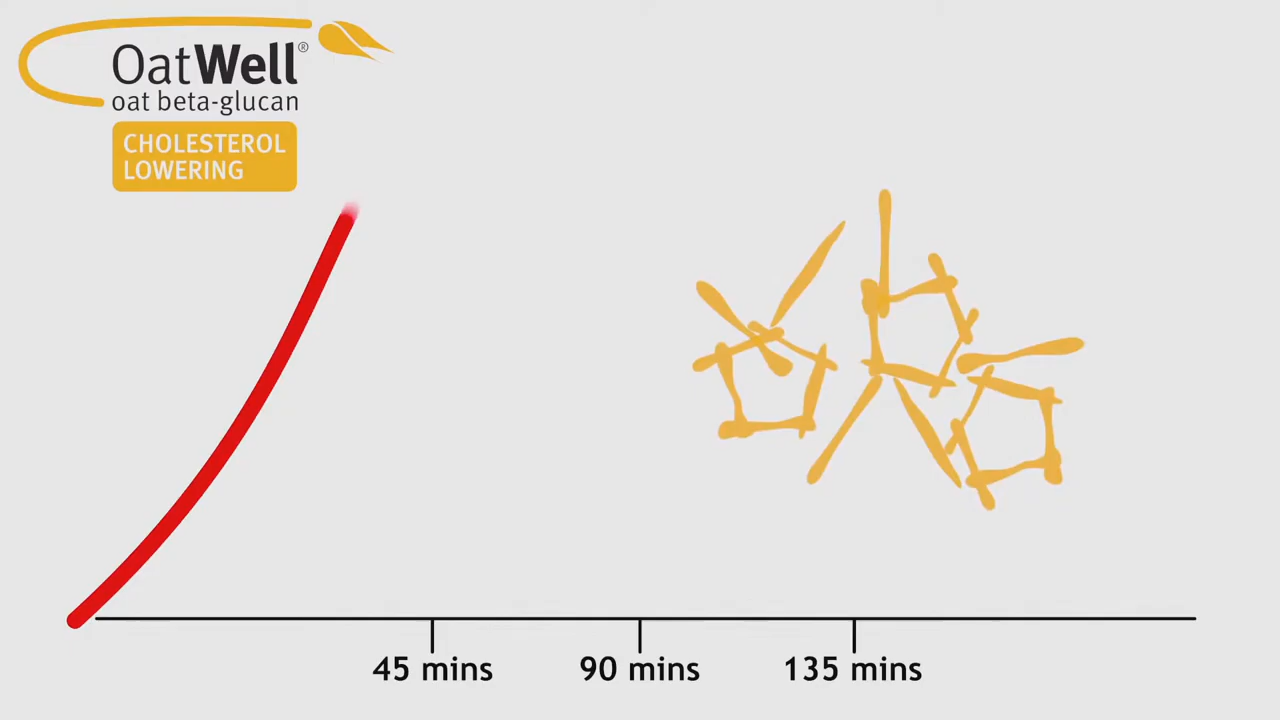 OatWell®
oat beta-glucan
CHOLESTEROL
LOWERING
45 mins
90 mins
135 mins